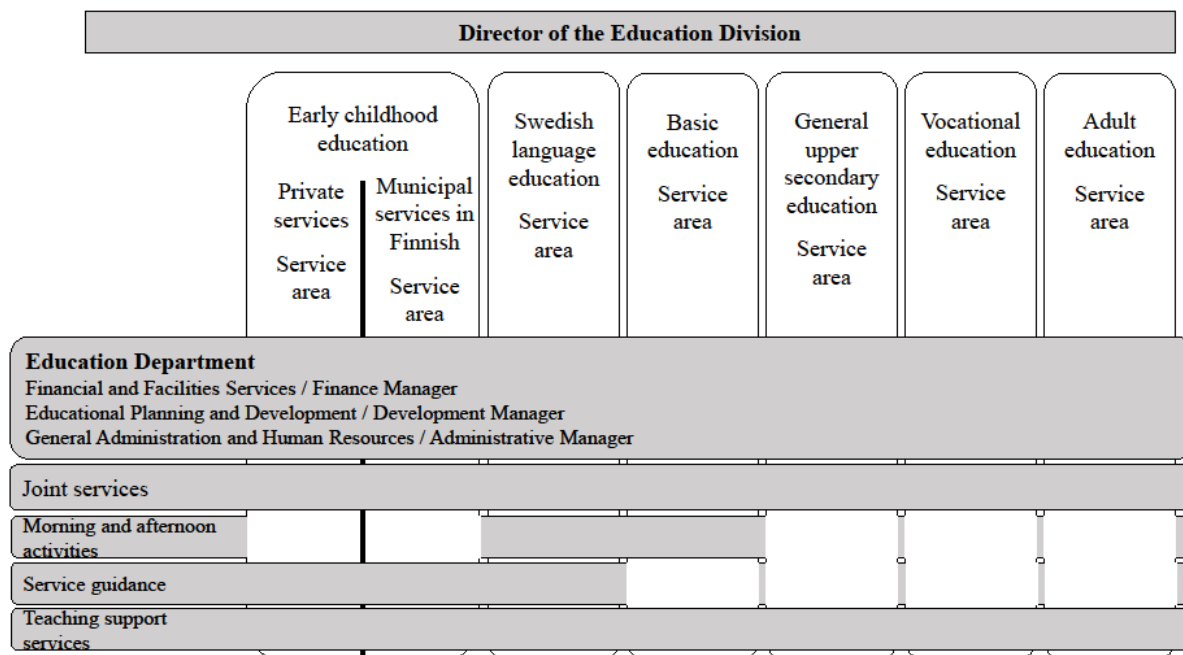 Director of the Education Division
Early childhood
education
Private
services
Service
area
Municipal
services in
Finnish
Service
area
Swedish
language
education
Service
area
Basic
education
Service
area
General
upper
secondary
education
Service
area
Vocational
education
Service
area
Adult
education
Service
area
Education Department
Financial and Facilities Services / Finance Manager
Educational Planning and Development / Development Manager
General Administration and Human Resources / Administrative Manager
Joint services
Morning and afternoon
activities
Service guidance
Teaching support
services